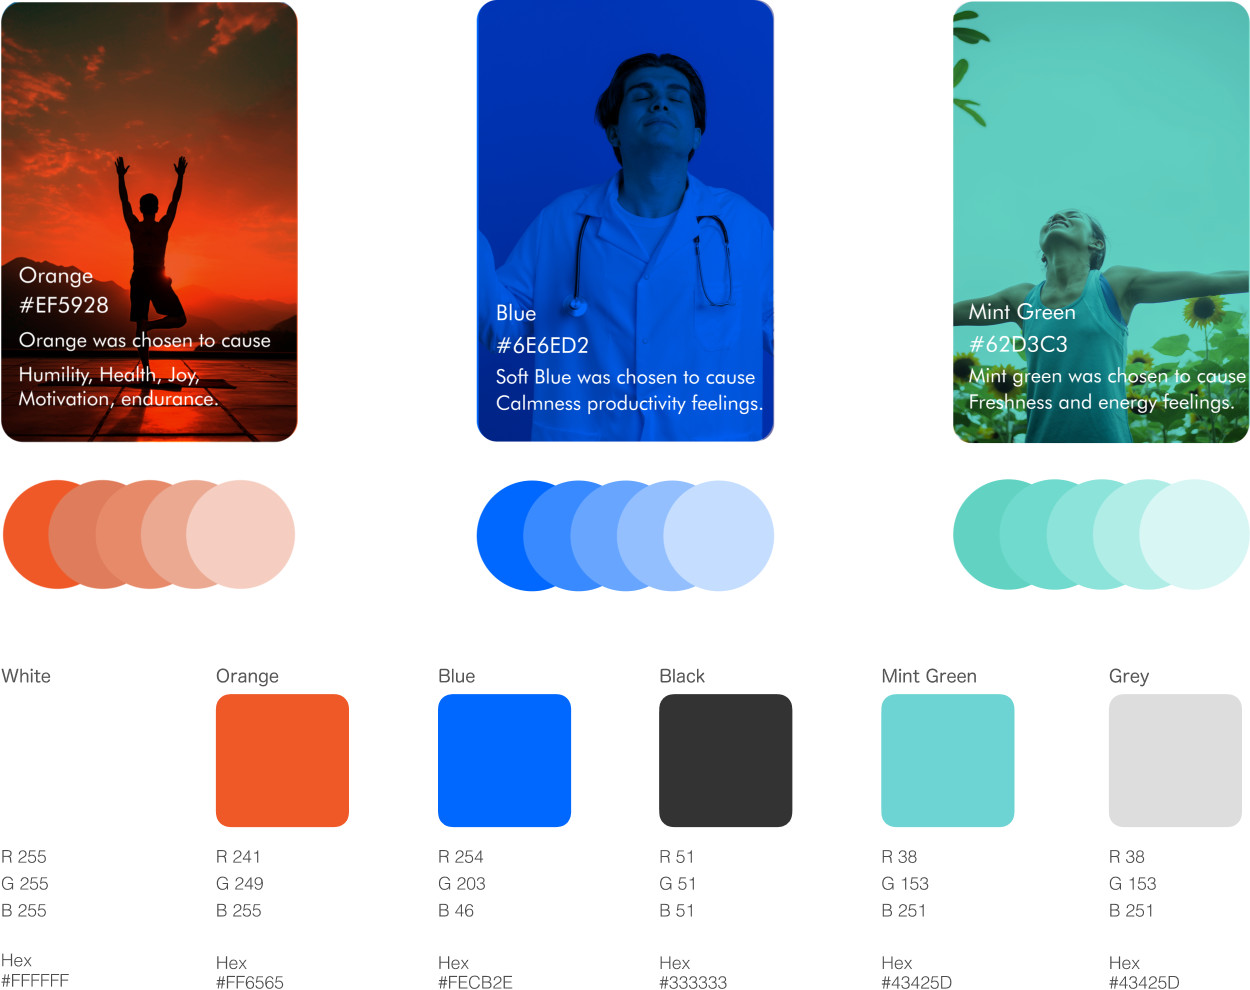 Orange
#EF5928
Orange was chosen to cause
Humility, Health, Joy,
Motivation, endurance.
Blue
#6E6ED2
Soft Blue was chosen to cause
Calmness productivity feelings.
Mint Green
#62D3C3
Mint green was chosen to cause
Freshness and energy feelings.
White
R 255
G 255
B 255
Hex
#FFFFFF
Orange
R 241
G 249
B 255
Hex
#FF6565
Blue
R 254
G 203
B 46
Hex
#FECB2E
Black
R 51
G 51
B 51
Hex
#333333
Mint Green
R 38
G 153
B 251
Hex
#43425D
Grey
R 38
G 153
B 251
Hex
#43425D